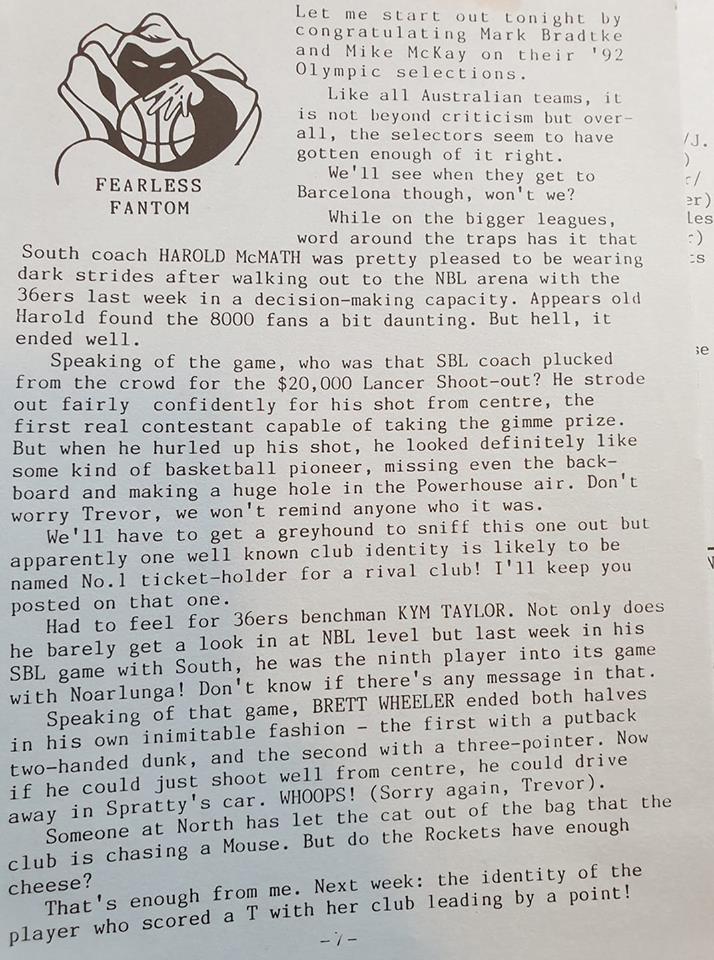 Let me start out tonight by
congratulating Mark Bradtke
and Mike McKay on their '92
Olympic selections.
Like all Australian teams, it
is not beyond criticism but over-
all, the selectors seem to have
gotten enough of it right.
We'll see when they get to
Barcelona though, won't we?
While on the bigger leagues,
word around the traps has it that
FEARLESS
FANTOM
South coach HAROLD McMATH was pretty pleased to be wearing
dark strides after walking out to the NBL arena with the
36ers last week in a decision-making capacity. Appears old
Harold found the 8000 fans a bit daunting. But hell, it
ended well.
Speaking of the game, who was that SBL coach plucked
from the crowd for the $20,000 Lancer Shoot-out? He strode
out fairly confidently for his shot from centre, the
first real contestant capable of taking the gimme prize.
But when he hurled up his shot, he looked definitely like
some kind of basketball pioneer, missing even the back-
board and making a huge hole in the Powerhouse air. Don't
worry Trevor, we won't remind anyone who it was.
We'll have to get a greyhound to sniff this one out but
apparently one well known club identity is likely to be
named No.1 ticket-holder for a rival club! I'll keep you
posted on that one.
Had to feel for 36ers benchman KYM TAYLOR. Not only does
he barely get a look in at NBL level but last week in his
SBL game with South, he was the ninth player into its game
with Noarlunga! Don't know if there's any message in that.
Speaking of that game, BRETT WHEELER ended both halves
in his own inimitable fashion - the first with a putback
two-handed dunk, and the second with a three-pointer. Now
if he could just shoot well from centre, he could drive
away in Spratty's car. WHOOPS! (Sorry again, Trevor).
Someone at North has let the cat out of the bag that the
club is chasing a Mouse. But do the Rockets have enough
cheese?
That's enough from me. Next week: the identity of the
player who scored a T with her club leading by a point!
-7-